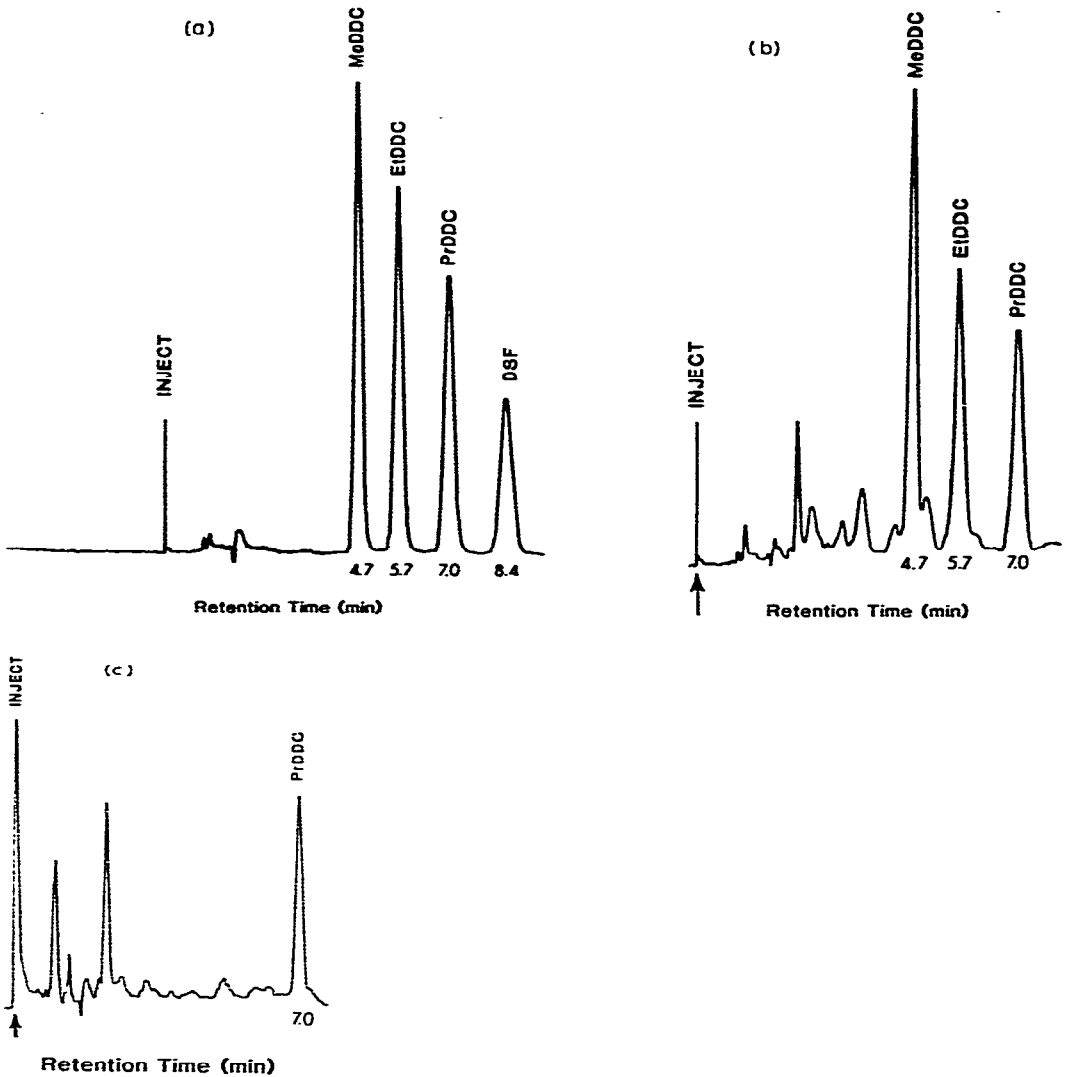 (a)
MeDDC
EtDDC
PrDDC
DSF
INJECT
4.7 5.7 7.0 8.4
Retention Time (min)
(b)
MeDDC
EtDDC
PrDDC
INJECT
4.7 5.7 7.0
Retention Time (min)
(c)
INJECT
PrDDC
7.0
Retention Time (min)